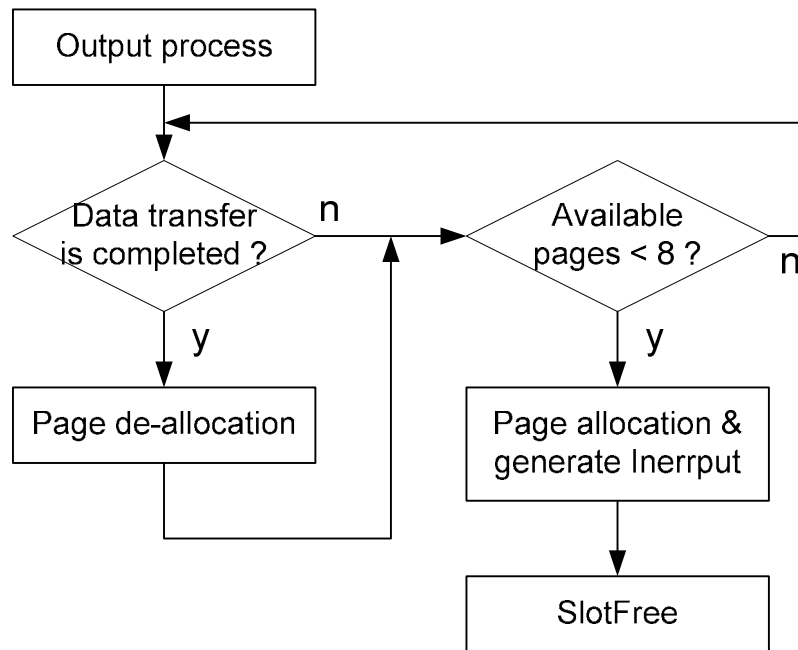 Output process
Data transfer
is completed ?
n
y
Page de-allocation
Available
pages < 8 ?
n
y
Page allocation &
generate Inerrput
SlotFree